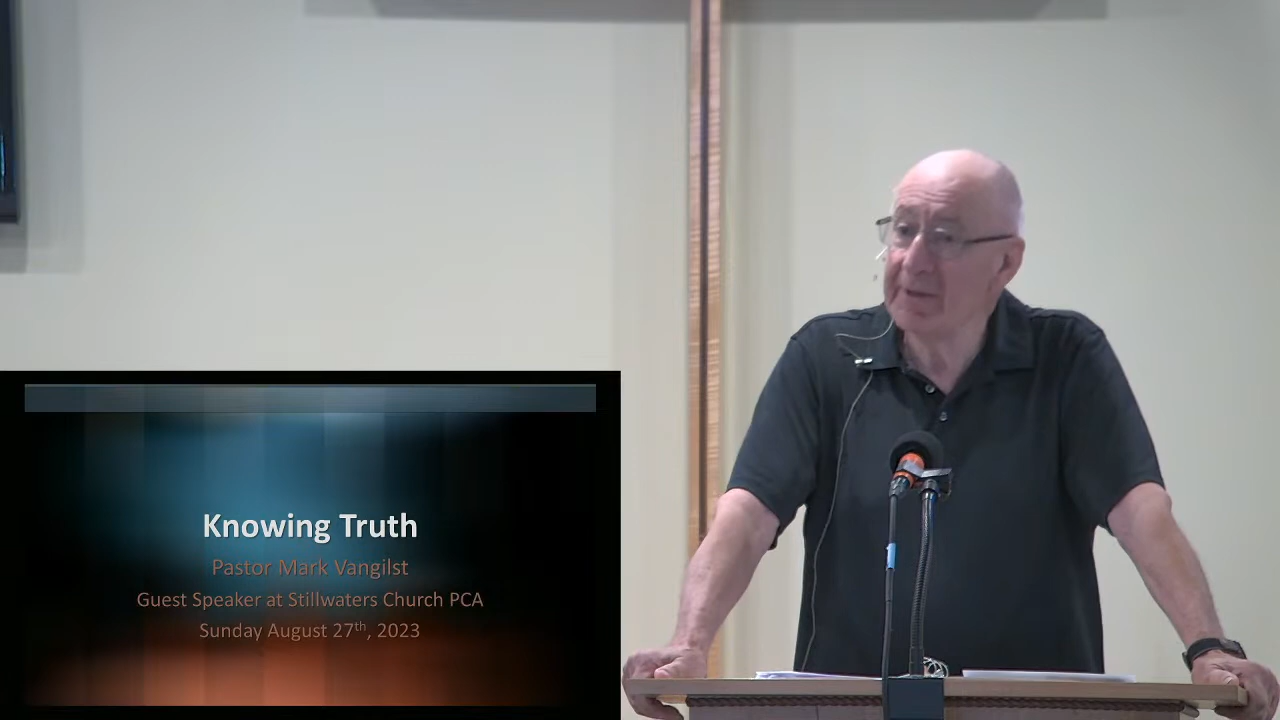 Knowing Truth
Pastor Mark Vangilst
Guest Speaker at Stillwaters Church PCA
Sunday August 27th, 2023